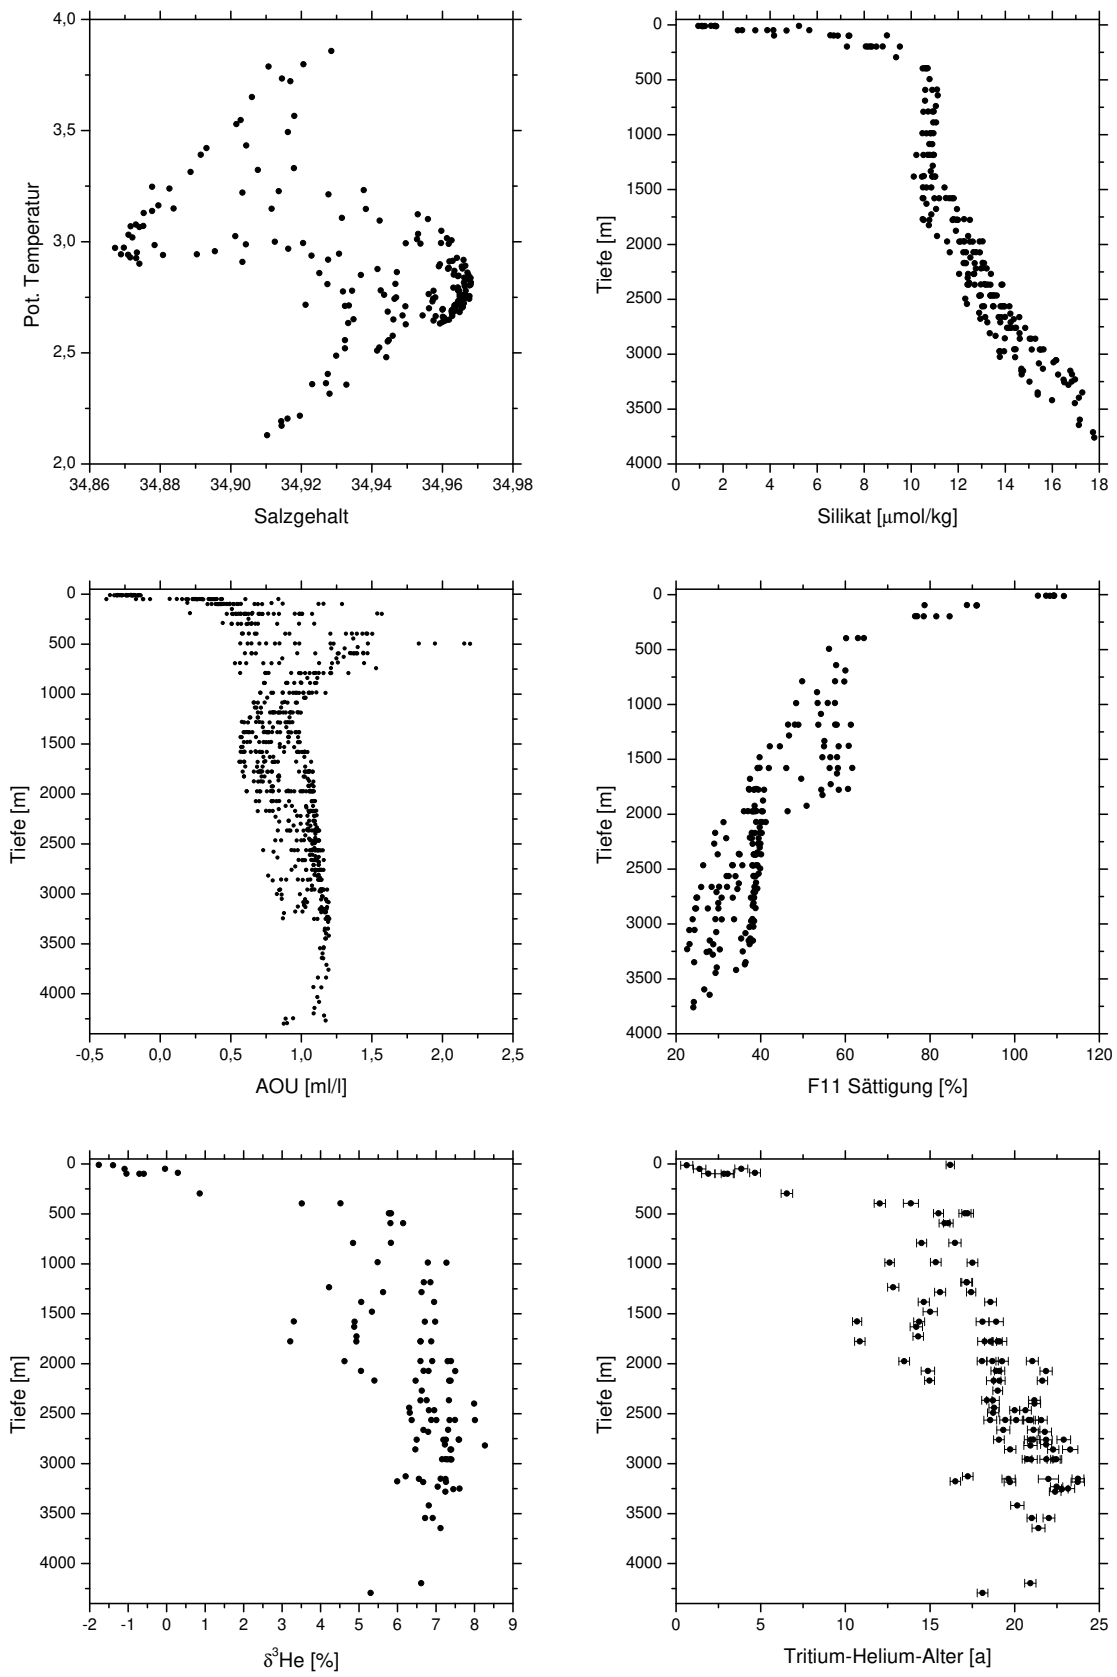 4,0
3,5
3,0
2,5
2,0
Pot. Temperatur
34,86 34,88 34,90 34,92 34,94 34,96 34,98
Salzgehalt
0
500
1000
1500
2000
2500
3000
3500
4000
Tiefe [m]
0 2 4 6 8 10 12 14 16 18
Silikat [μmol/kg]
0
500
1000
1500
2000
2500
3000
3500
4000
Tiefe [m]
-0,5 0,0 0,5 1,0 1,5 2,0 2,5
AOU [ml/l]
0
500
1000
1500
2000
2500
3000
3500
4000
Tiefe [m]
20 40 60 80 100 120
F11 Sättigung [%]
0
500
1000
1500
2000
2500
3000
3500
4000
Tiefe [m]
-2 -1 0 1 2 3 4 5 6 7 8 9
δ³He [%]
0
500
1000
1500
2000
2500
3000
3500
4000
Tiefe [m]
0 5 10 15 20 25
Tritium-Helium-Alter [a]